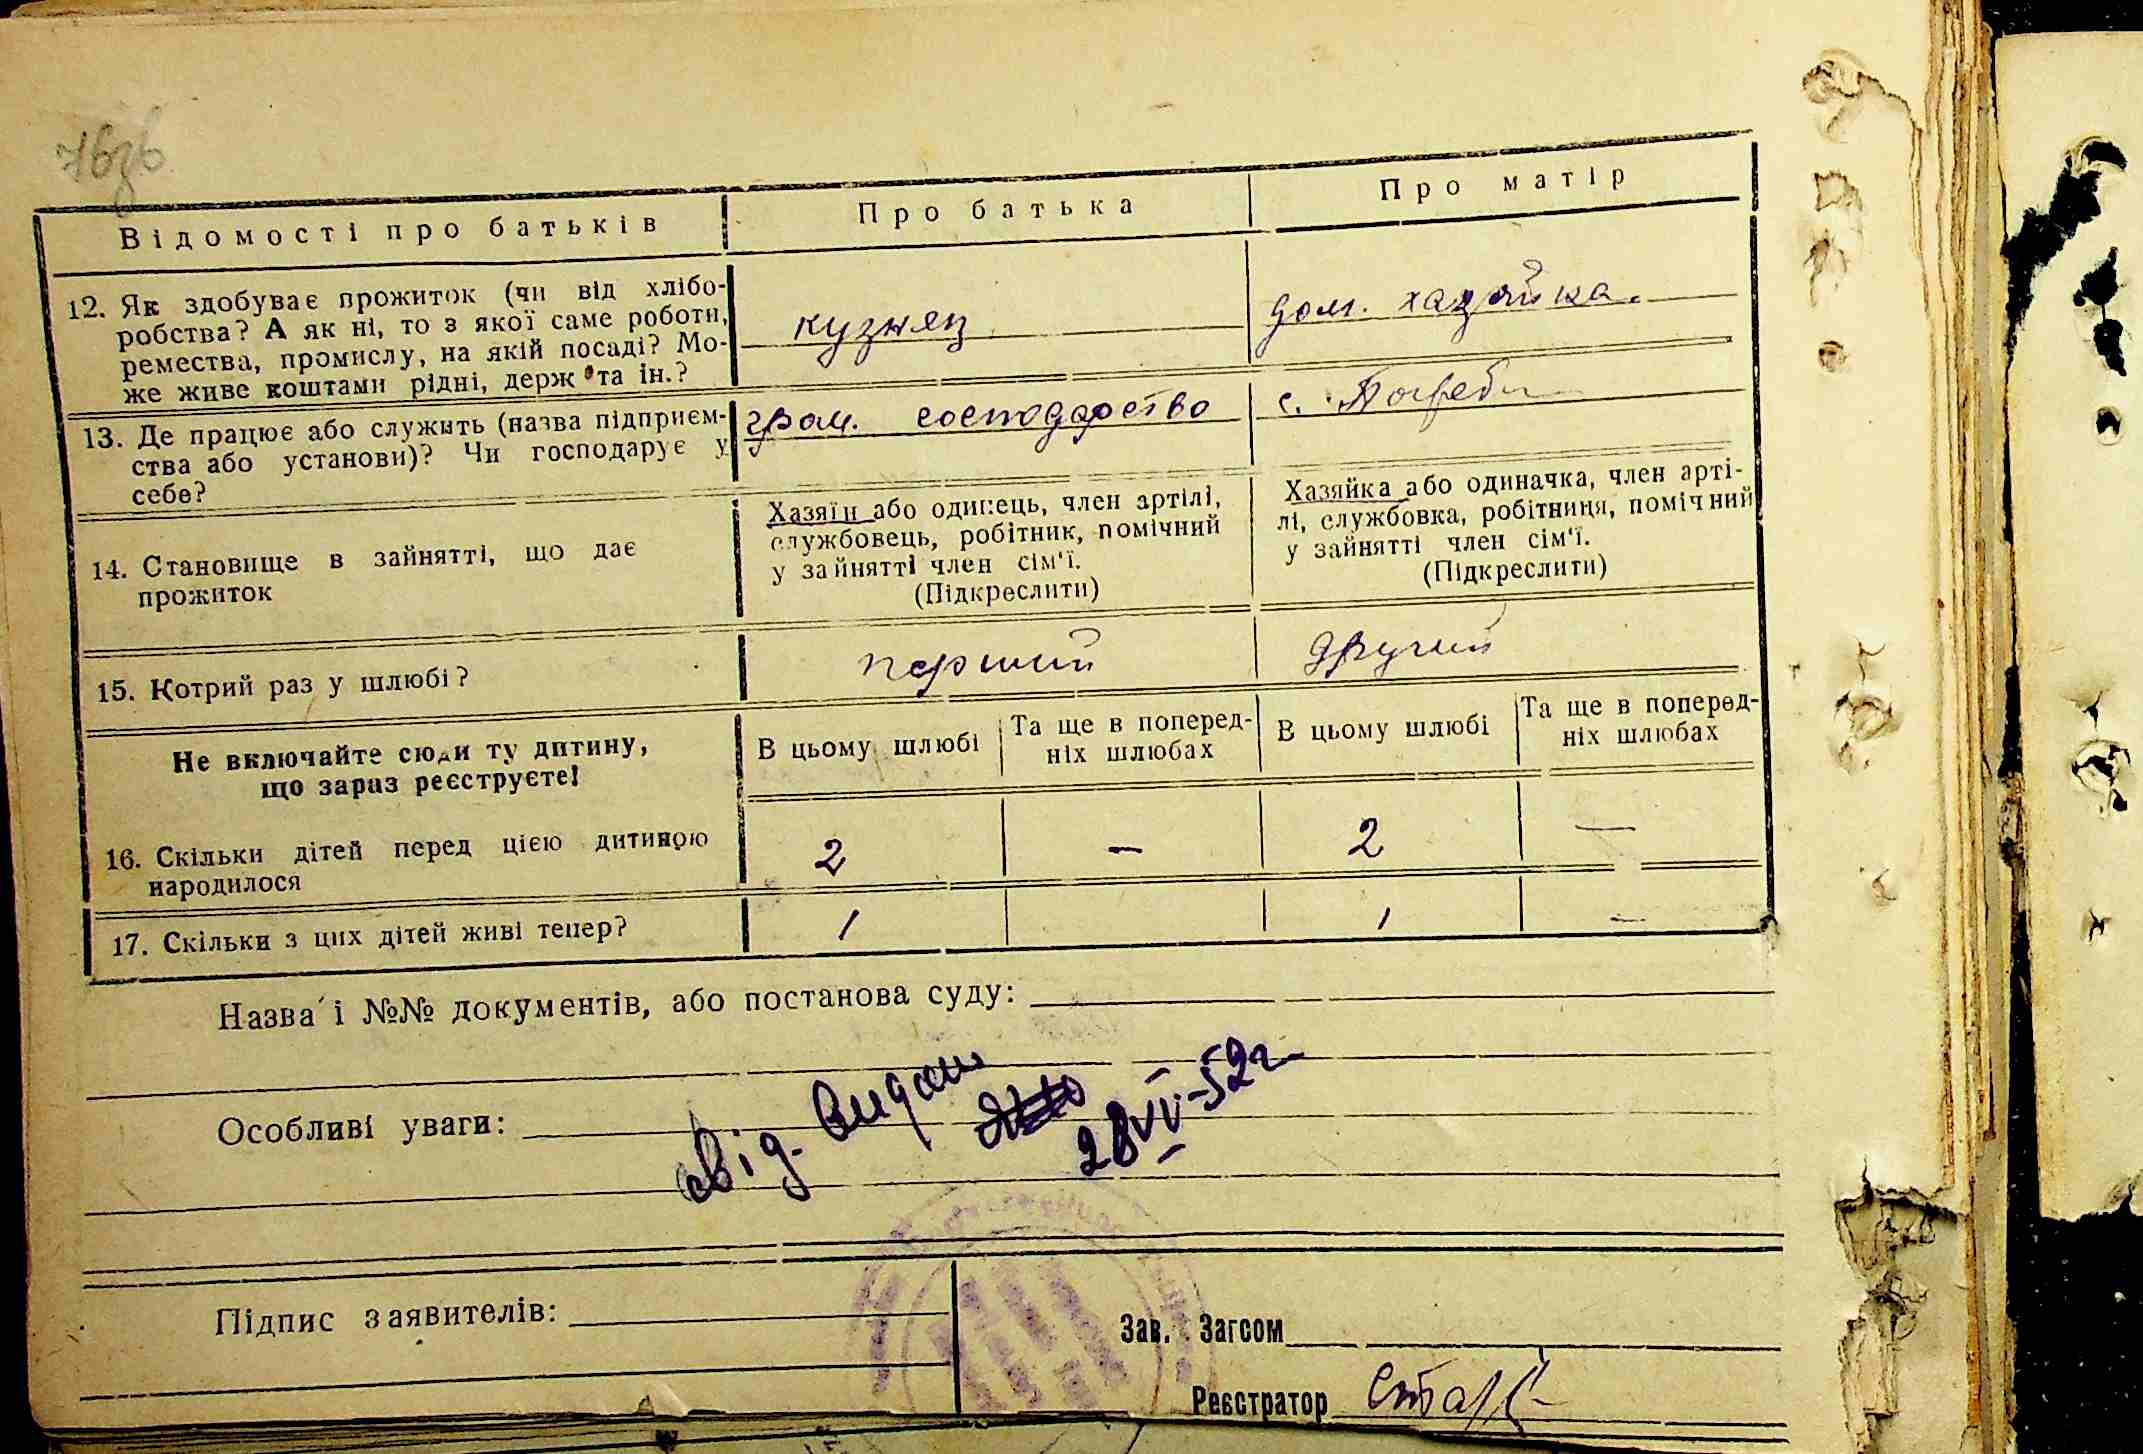 76зв
Відомості про батьків
Про батька
Про матір
12. Як здобуває прожиток (чи від хлібо-
робства? А як ні, то з якої саме роботи,
ремества, промислу, на якій посаді? Мо-
же живе коштами рідні, держ та ін.?
кузнец
дом. хазяйка.
13. Де працює або служить (назва підприєм-
ства або установи)? Чи господарує у
себе?
гром. господарство
с. Погреби
14. Становище в зайнятті, що дає
прожиток
Хазяїн або одинець, член артілі,
службовець, робітник, помічний
у зайнятті член сім'ї.
(Підкреслити)
Хазяйка або одиначка, член арті-
лі, службовка, робітниця, помічний
у зайнятті член сім'ї.
(Підкреслити)
15. Котрий раз у шлюбі?
перший
другий
Не включайте сюди ту дитину,
що зараз реєструєте!
В цьому шлюбі
Та ще в поперед-
ніх шлюбах
В цьому шлюбі
Та ще в поперед-
ніх шлюбах
16. Скільки дітей перед цією дитиною
народилося
2 — 2 —
17. Скільки з цих дітей живі тепер?
1 1 —
Назва і №№ документів, або постанова суду:
Особливі уваги:
свід. видан
28 VI-52г
Підпис заявителів:
Зав. Загсом
Реєстратор